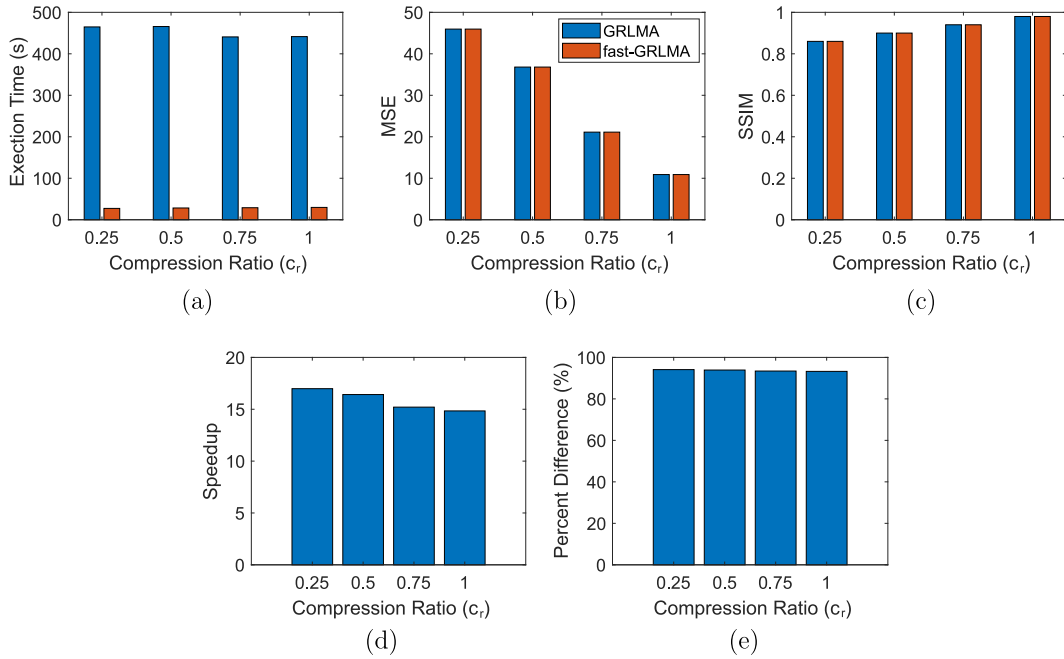 500
400
300
200
100
0
Exection Time (s)
0.25 0.5 0.75 1
Compression Ratio (cᵣ)
(a)
50
40
30
20
10
0
MSE
GRLMA
fast-GRLMA
0.25 0.5 0.75 1
Compression Ratio (cᵣ)
(b)
1
0.8
0.6
0.4
0.2
0
SSIM
0.25 0.5 0.75 1
Compression Ratio (cᵣ)
(c)
20
15
10
5
0
Speedup
0.25 0.5 0.75 1
Compression Ratio (cᵣ)
(d)
100
80
60
40
20
0
Percent Difference (%)
0.25 0.5 0.75 1
Compression Ratio (cᵣ)
(e)